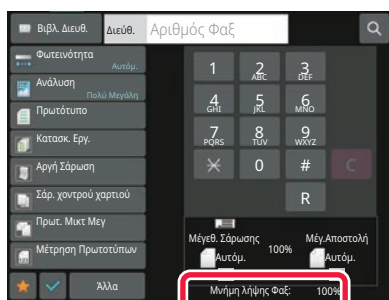 Βιβλ. Διευθ.
Διεύθ.
Αριθμός Φαξ
Φωτεινότητα
Αυτόμ.
Ανάλυση
Πολύ Μεγάλη
Πρωτότυπο
Κατασκ. Εργ.
Αργή Σάρωση
Σάρ. χοντρού χαρτιού
Πρωτ. Μικτ Μεγ
Μέτρηση Πρωτοτύπων
Άλλα
1
2
ABC
3
DEF
4
GHI
5
JKL
6
MNO
7
PQRS
8
TUV
9
WXYZ
0
#
C
R
Μέγεθ. Σάρωσης
Αυτόμ.
100%
Μέγ.Αποστολή
Αυτόμ.
Μνήμη λήψης Φαξ: 100%